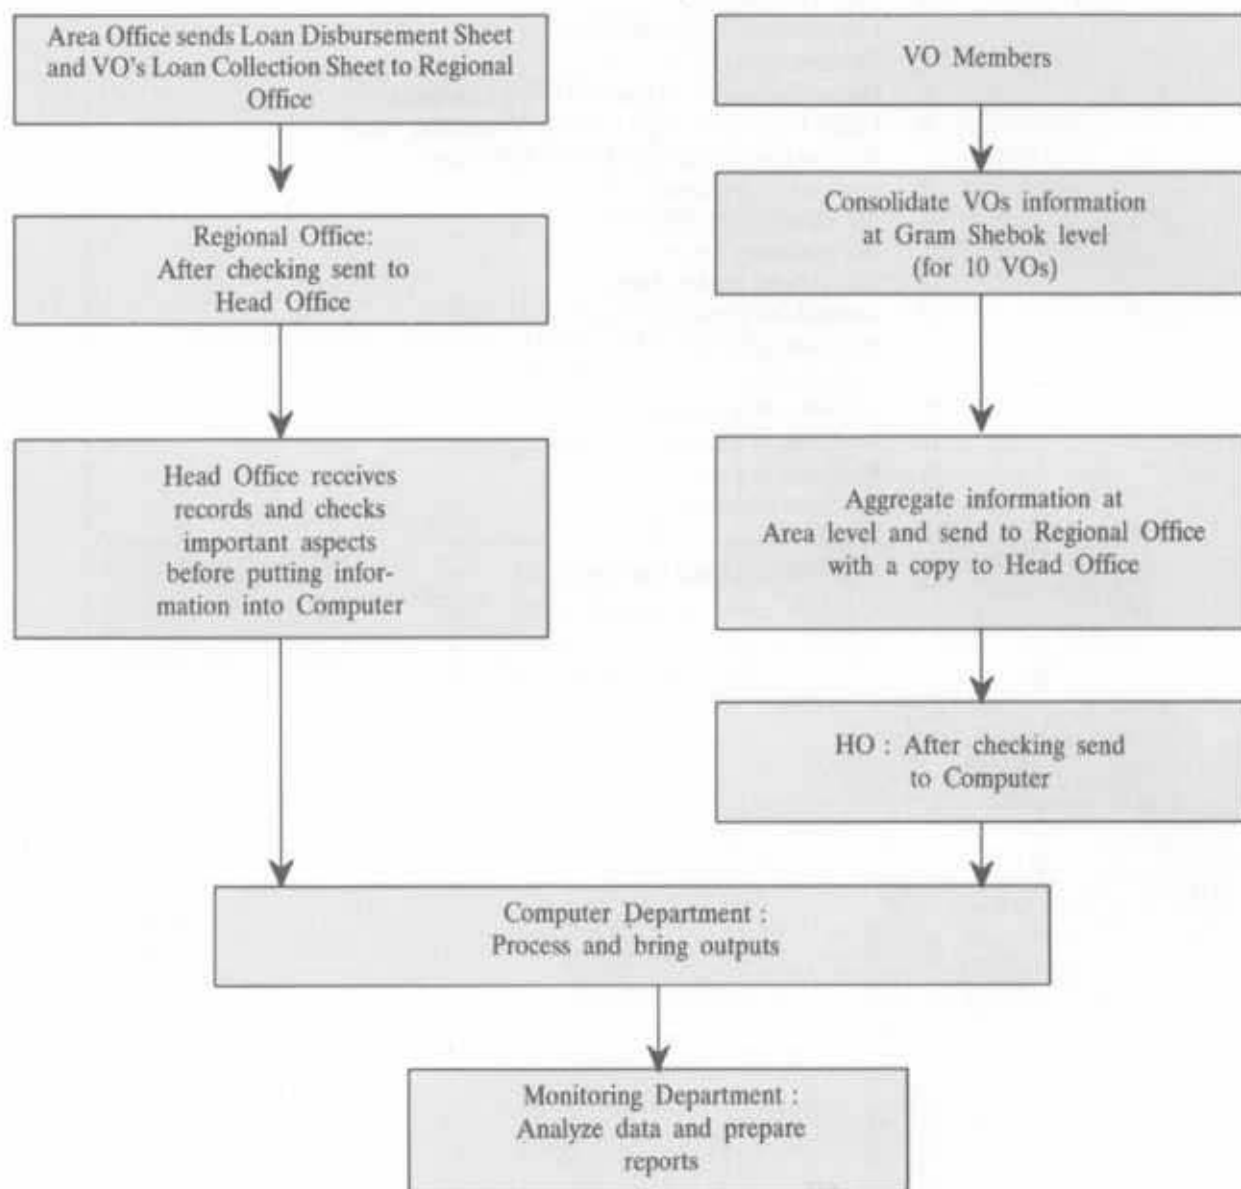 Area Office sends Loan Disbursement Sheet
and VO's Loan Collection Sheet to Regional
Office
Regional Office:
After checking sent to
Head Office
Head Office receives
records and checks
important aspects
before putting infor-
mation into Computer
VO Members
Consolidate VOs information
at Gram Shebok level
(for 10 VOs)
Aggregate information at
Area level and send to Regional Office
with a copy to Head Office
HO : After checking send
to Computer
Computer Department :
Process and bring outputs
Monitoring Department :
Analyze data and prepare
reports